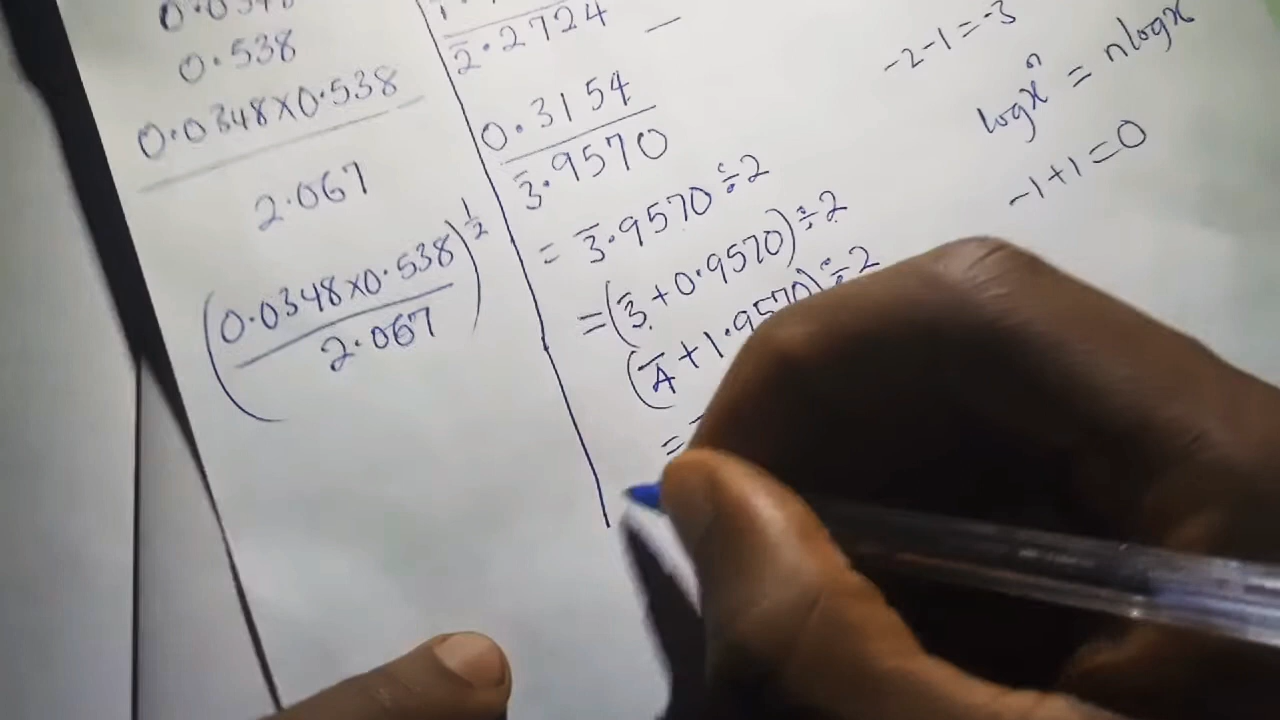 0.538
0.0348×0.538
2.067
(0.0348×0.538 / 2.067)^1/2
2̅.2724
0.3154
3̅.9570
= 3̅.9570 ÷ 2
= (3̅ + 0.9570) ÷ 2
(4̅ + 1.9570) ÷ 2
=
-2-1=-3
logxⁿ = nlogx
-1+1=0